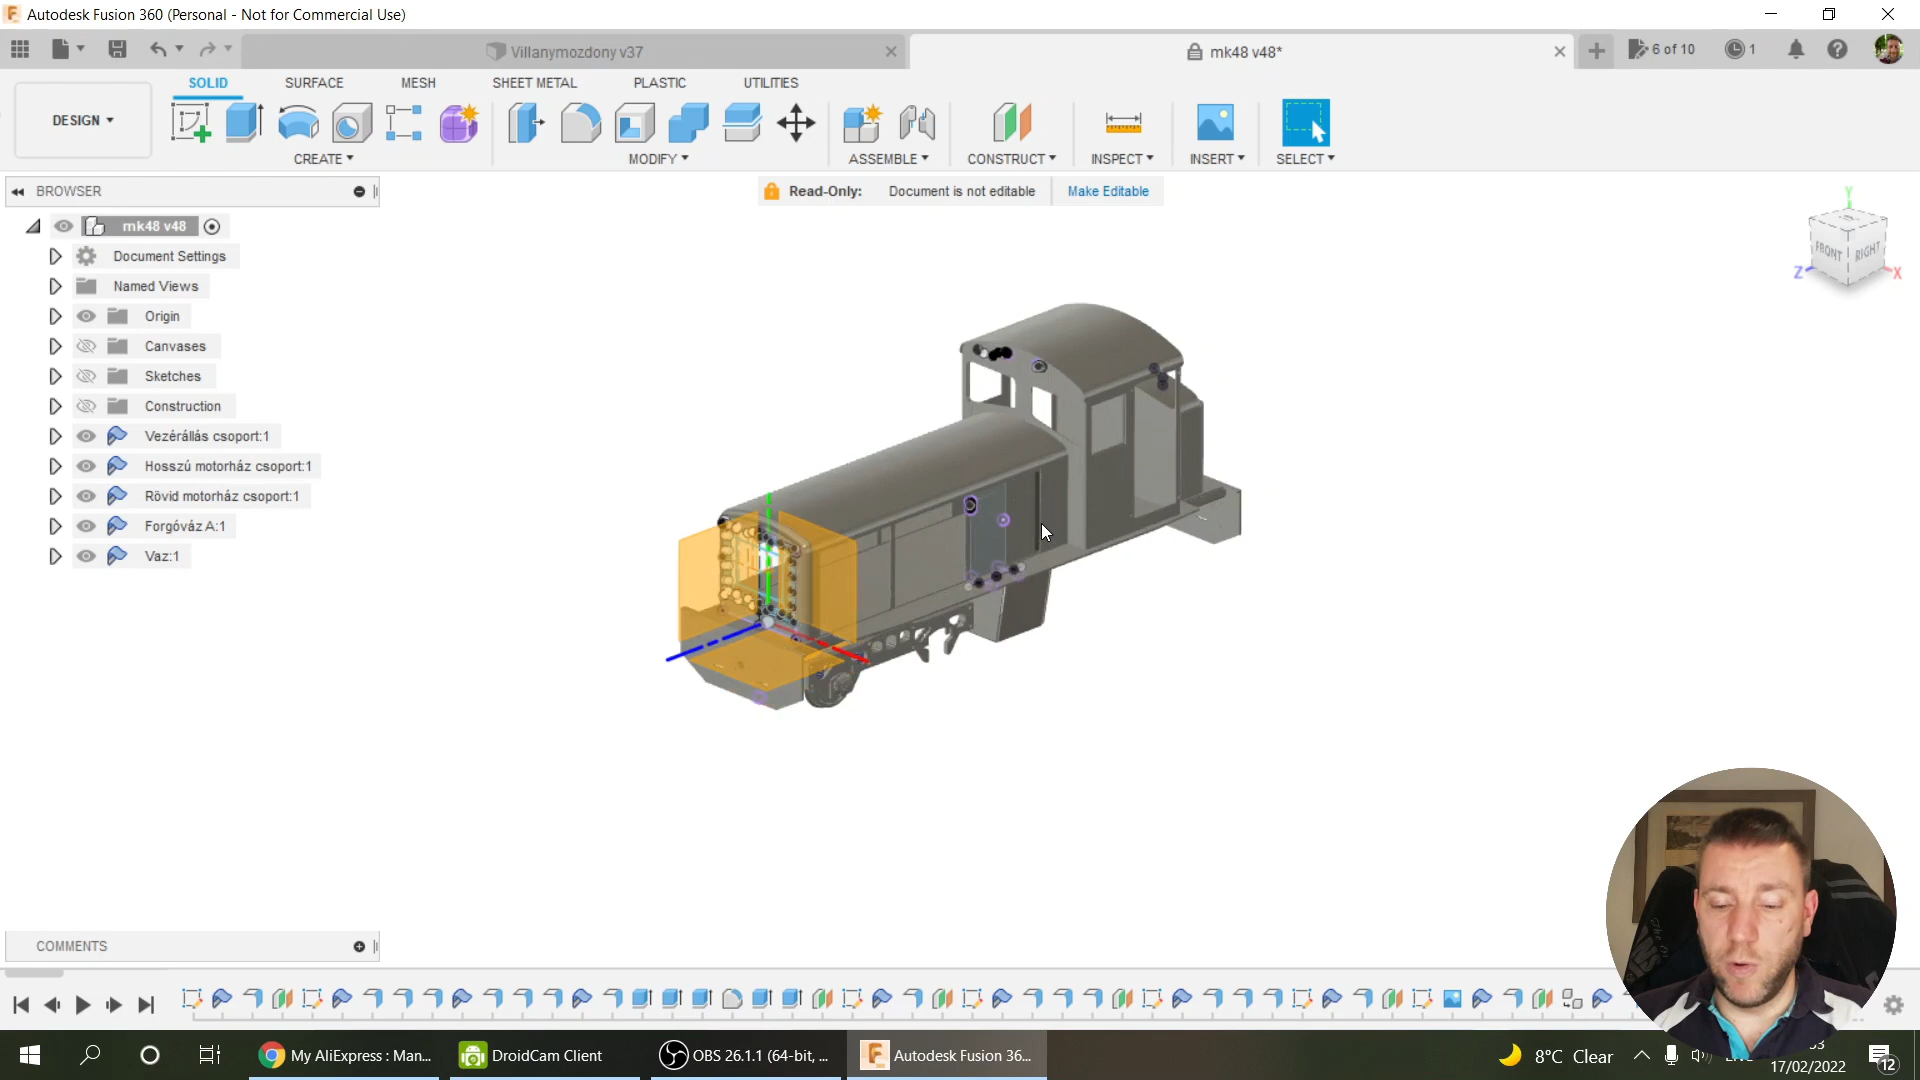 Autodesk Fusion 360 (Personal - Not for Commercial Use)
Villanymozdony v37
mk48 v48*
6 of 10
1
DESIGN
SOLID
SURFACE
MESH
SHEET METAL
PLASTIC
UTILITIES
CREATE
MODIFY
ASSEMBLE
CONSTRUCT
INSPECT
INSERT
SELECT
BROWSER
Read-Only: Document is not editable Make Editable
mk48 v48
Document Settings
Named Views
Origin
Canvases
Sketches
Construction
Vezérállás csoport:1
Hosszú motorház csoport:1
Rövid motorház csoport:1
Forgóváz A:1
Vaz:1
Y
FRONT
RIGHT
Z
X
COMMENTS
My AliExpress : Man...
DroidCam Client
OBS 26.1.1 (64-bit, ...
Autodesk Fusion 36...
8°C Clear
17/02/2022
12